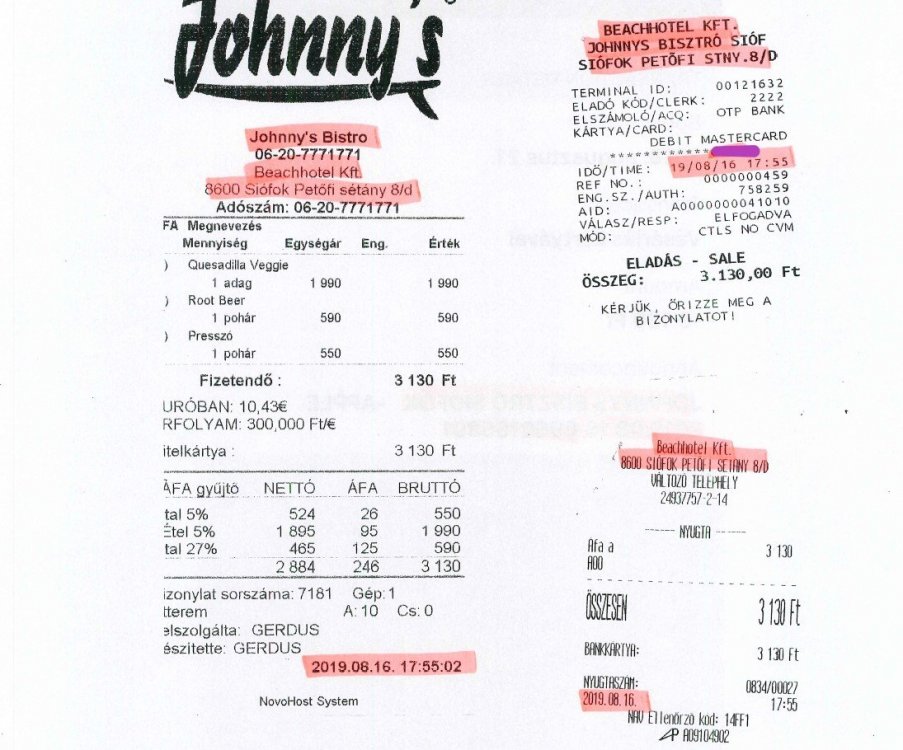 Johnny's
Johnny's Bistro
06-20-7771771
Beachhotel Kft.
8600 Siófok Petőfi sétány 8/d
Adószám: 06-20-7771771
FA Megnevezés
Mennyiség Egységár Eng. Érték
) Quesadilla Veggie
1 adag 1 990 1 990
) Root Beer
1 pohár 590 590
) Presszó
1 pohár 550 550
Fizetendő : 3 130 Ft
URÓBAN: 10,43€
RFOLYAM: 300,000 Ft/€
itelkártya : 3 130 Ft
ÁFA gyűjtő NETTÓ ÁFA BRUTTÓ
tal 5% 524 26 550
Étel 5% 1 895 95 1 990
tal 27% 465 125 590
2 884 246 3 130
izonylat sorszáma: 7181 Gép: 1
tterem A: 10 Cs: 0
elszolgálta: GERDUS
észítette: GERDUS
2019.08.16. 17:55:02
NovoHost System
BEACHHOTEL KFT.
JOHNNYS BISZTRÓ SIÓF
SIÓFOK PETŐFI STNY.8/D
TERMINAL ID: 00121632
ELADÓ KÓD/CLERK: 2222
ELSZÁMOLÓ/ACQ: OTP BANK
KÁRTYA/CARD:
DEBIT MASTERCARD
************
IDŐ/TIME: 19/08/16 17:55
REF NO.: 0000000459
ENG.SZ./AUTH: 758259
AID: A0000000041010
VÁLASZ/RESP: ELFOGADVA
MÓD: CTLS NO CVM
ELADÁS - SALE
ÖSSZEG: 3.130,00 Ft
KÉRJÜK, ŐRIZZE MEG A
BIZONYLATOT!
Beachhotel Kft.
8600 SIÓFOK PETŐFI SÉTÁNY 8/D
VÁLTOZÓ TELEPHELY
24937757-2-14
------ NYUGTA ------
Áfa a 3 130
A00
ÖSSZESEN 3 130 Ft
BANKKÁRTYA: 3 130 Ft
NYUGTASZÁM: 0834/00027
2019.08.16. 17:55
NAV Ellenőrző kód: 14FF1
AP A09104902